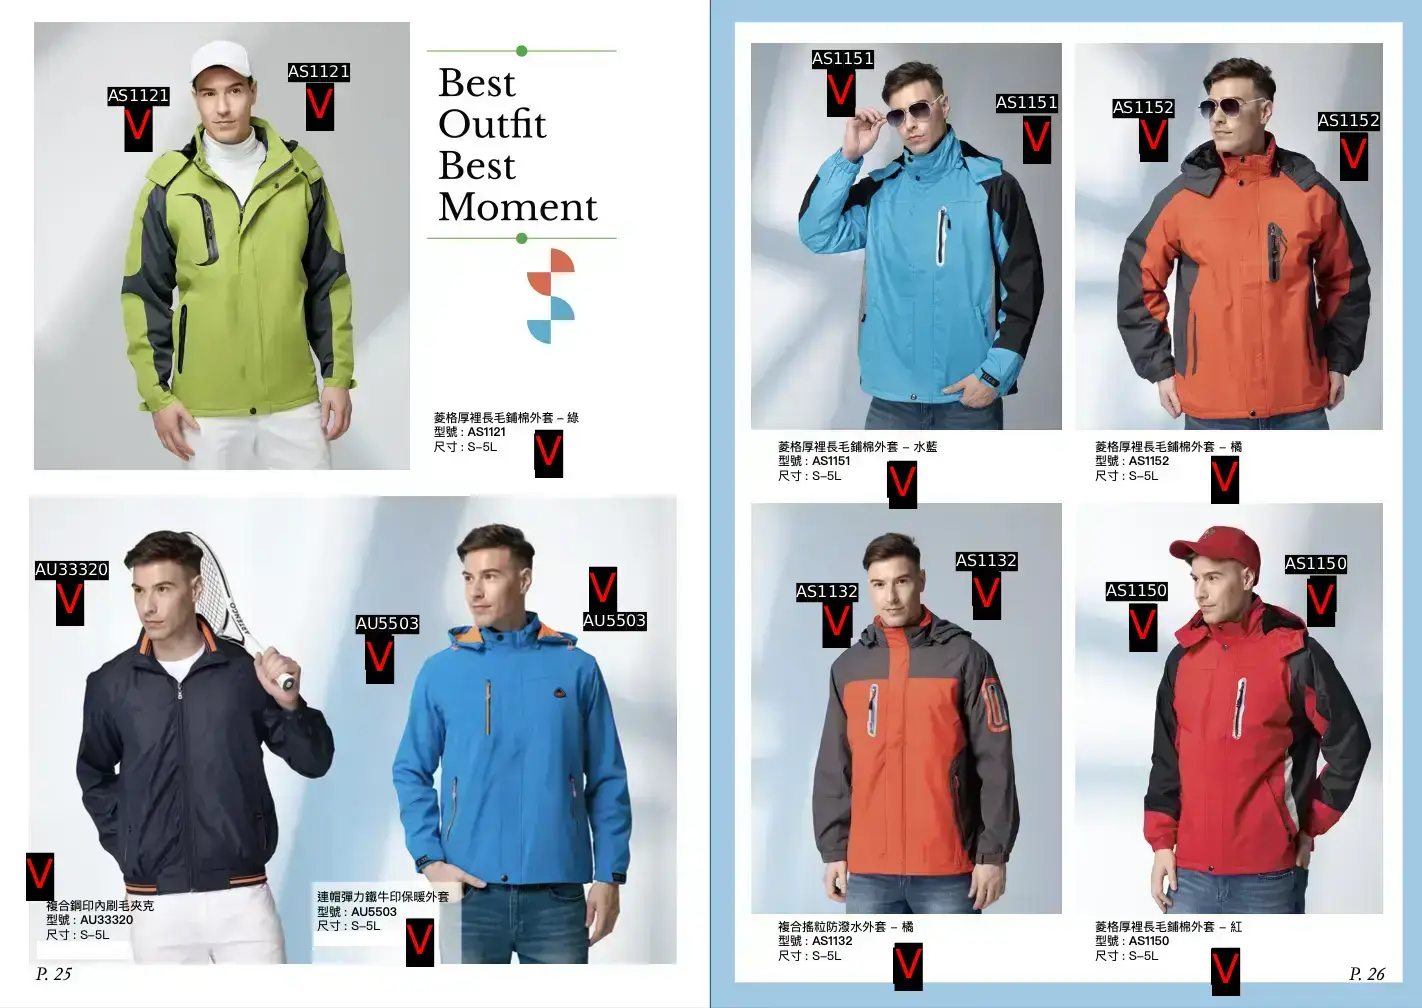 AS1121
V
AS1121
V
Best
Outfit
Best
Moment
菱格厚裡長毛鋪棉外套 – 綠
型號 : AS1121
尺寸 : S–5L
V
AU33320
V
AU5503
V
V
AU5503
V
複合鋼印內刷毛夾克
型號 : AU33320
尺寸 : S–5L
連帽彈力鐵牛印保暖外套
型號 : AU5503
尺寸 : S–5L
V
P. 25
AS1151
V
AS1151
V
AS1152
V
AS1152
V
菱格厚裡長毛鋪棉外套 – 水藍
型號 : AS1151
尺寸 : S–5L
V
菱格厚裡長毛鋪棉外套 – 橘
型號 : AS1152
尺寸 : S–5L
V
AS1132
V
AS1132
V
AS1150
V
AS1150
V
複合搖粒防潑水外套 – 橘
型號 : AS1132
尺寸 : S–5L
V
菱格厚裡長毛鋪棉外套 – 紅
型號 : AS1150
尺寸 : S–5L
V
P. 26